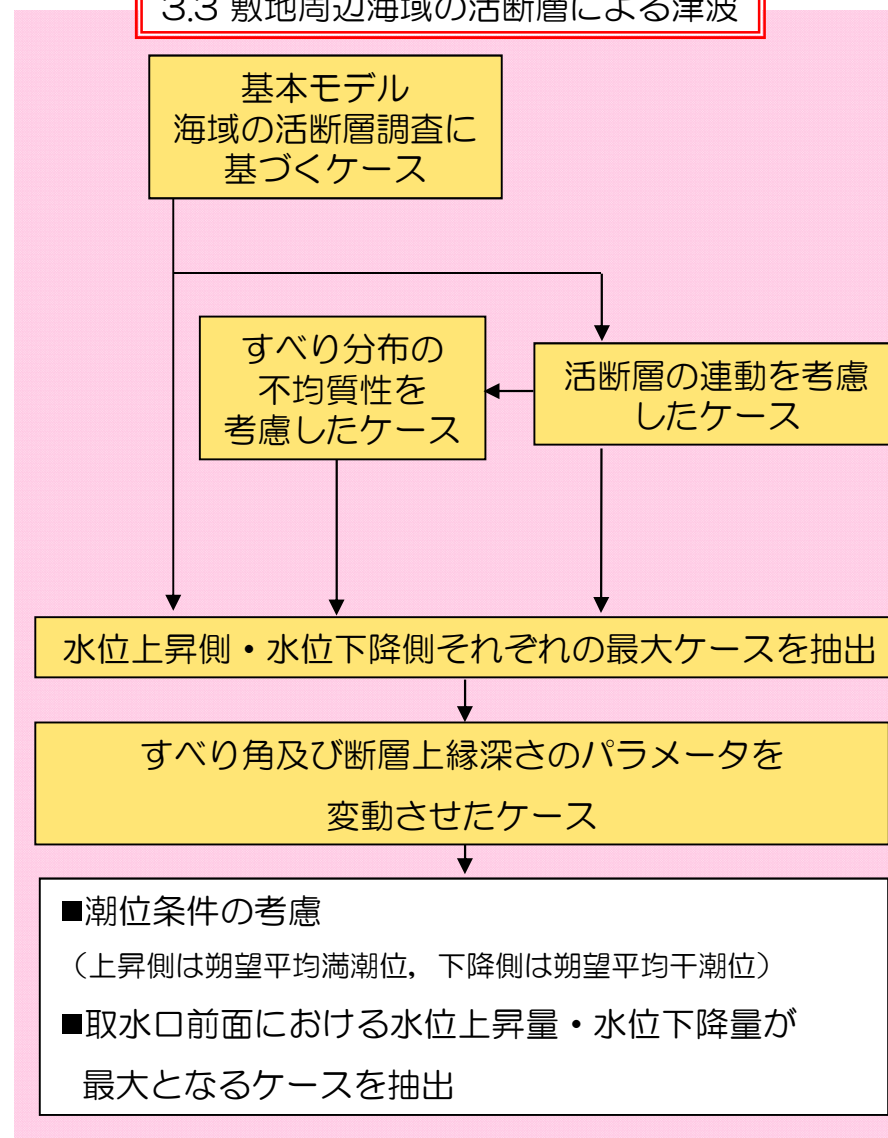 3.3 敷地周辺海域の活断層による津波
基本モデル
海域の活断層調査に
基づくケース
すべり分布の
不均質性を
考慮したケース
活断層の連動を考慮
したケース
水位上昇側・水位下降側それぞれの最大ケースを抽出
すべり角及び断層上縁深さのパラメータを
変動させたケース
■潮位条件の考慮
（上昇側は朔望平均満潮位，下降側は朔望平均干潮位）
■取水口前面における水位上昇量・水位下降量が
最大となるケースを抽出